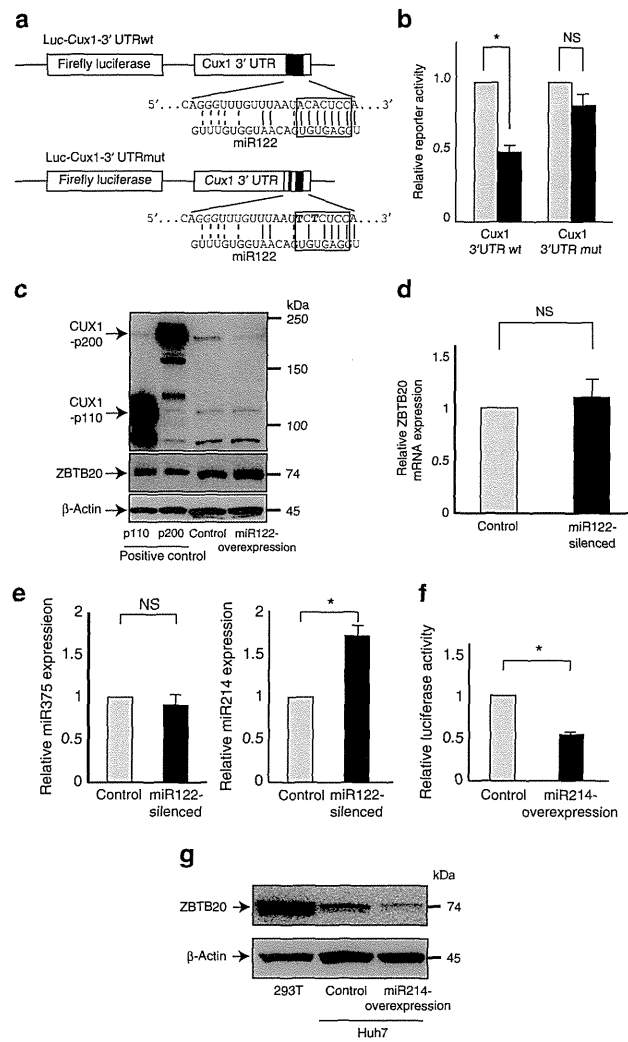 a
Luc-Cux1-3′ UTRwt
Firefly luciferase
Cux1 3′ UTR
5′...CAGGGUUUGUUUAAUACACUCCA...3′
GUUUGUGGUAACAGUGUGAGGU
miR122
Luc-Cux1-3′ UTRmut
Firefly luciferase
Cux1 3′ UTR
5′...CAGGGUUUGUUUAAUTCTCUCCA...3′
GUUUGUGGUAACAGUGUGAGGU
miR122
b
Relative reporter activity
1.0
0.5
0
*
NS
Cux1
3′UTR wt
Cux1
3′UTR mut
c
kDa
CUX1
-p200
CUX1
-p110
250
150
100
ZBTB20
74
β-Actin
45
p110 p200 Control miR122-
overexpression
Positive control
d
Relative ZBTB20
mRNA expression
1.5
1
0.5
0
NS
Control
miR122-
silenced
e
Relative miR375 expressieon
2
1.5
1
0.5
0
NS
Control miR122-
silenced
Relative miR214 expression
2
1.5
1
0.5
0
*
Control miR122-
silenced
f
Relative luciferase activity
1.5
1
0.5
0
*
Control miR214-
overexpression
g
kDa
ZBTB20
74
β-Actin
45
293T Control miR214-
overexpression
Huh7